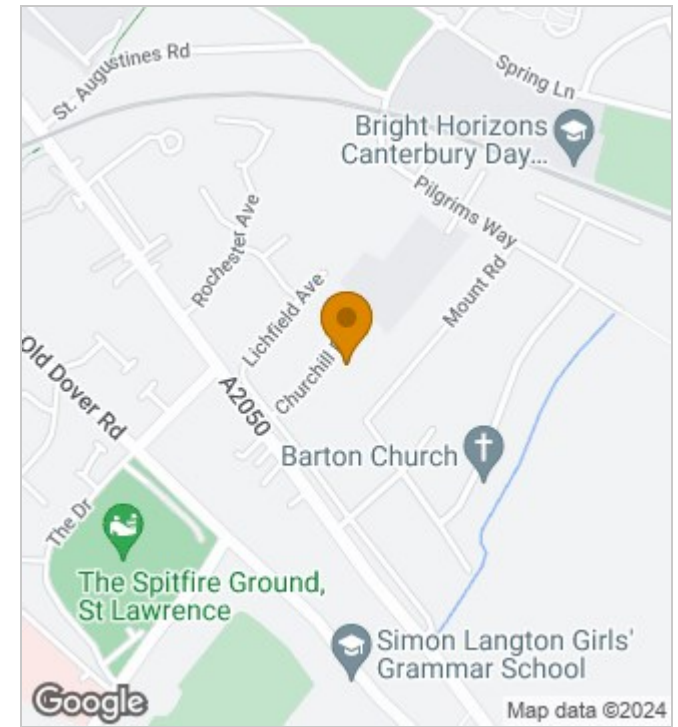 St. Augustines Rd
Spring Ln
Bright Horizons
Canterbury Day...
Pilgrims Way
Rochester Ave
Mount Rd
Lichfield Ave
Churchill
Old Dover Rd
A2050
Barton Church
The Dr
The Spitfire Ground,
St Lawrence
Simon Langton Girls'
Grammar School
Google
Map data ©2024